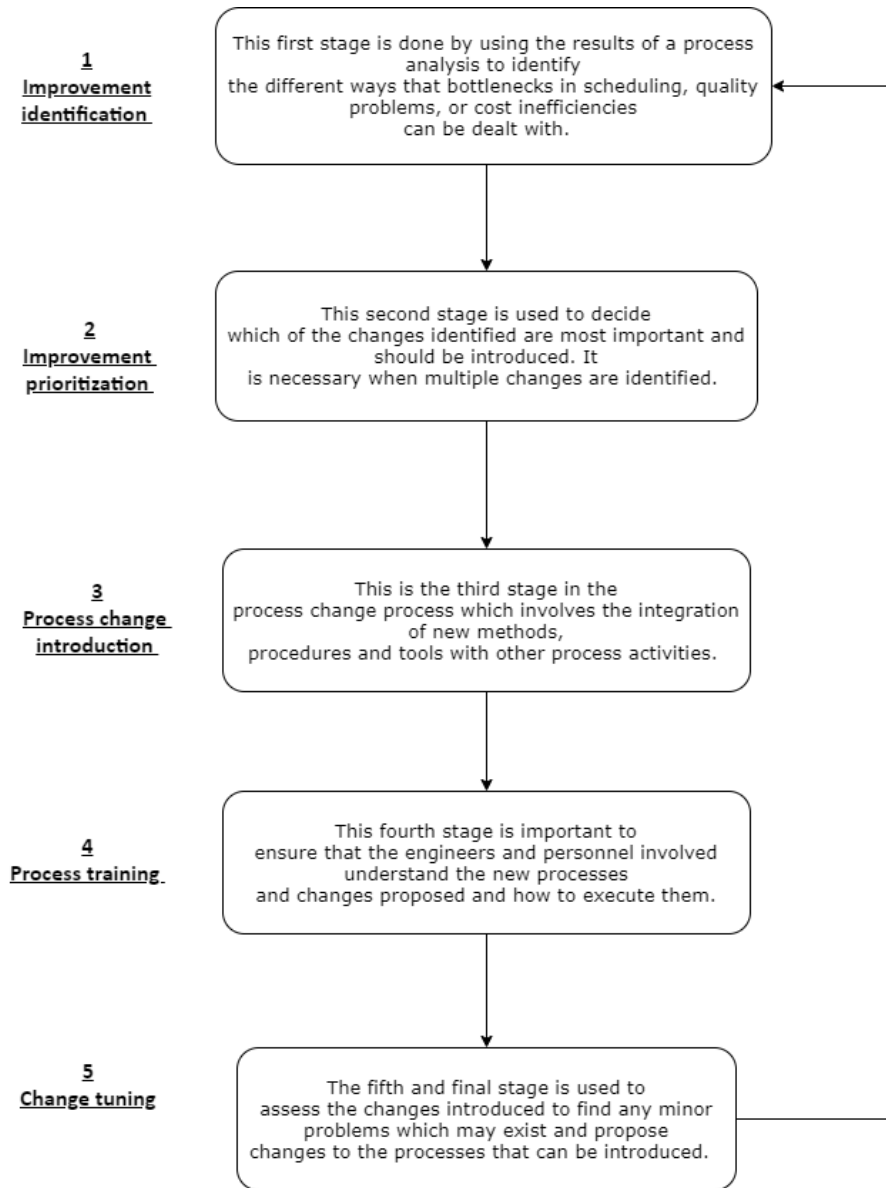 1
Improvement
identification
This first stage is done by using the results of a process
analysis to identify
the different ways that bottlenecks in scheduling, quality
problems, or cost inefficiencies
can be dealt with.
2
Improvement
prioritization
This second stage is used to decide
which of the changes identified are most important and
should be introduced. It
is necessary when multiple changes are identified.
3
Process change
introduction
This is the third stage in the
process change process which involves the integration
of new methods,
procedures and tools with other process activities.
4
Process training
This fourth stage is important to
ensure that the engineers and personnel involved
understand the new processes
and changes proposed and how to execute them.
5
Change tuning
The fifth and final stage is used to
assess the changes introduced to find any minor
problems which may exist and propose
changes to the processes that can be introduced.